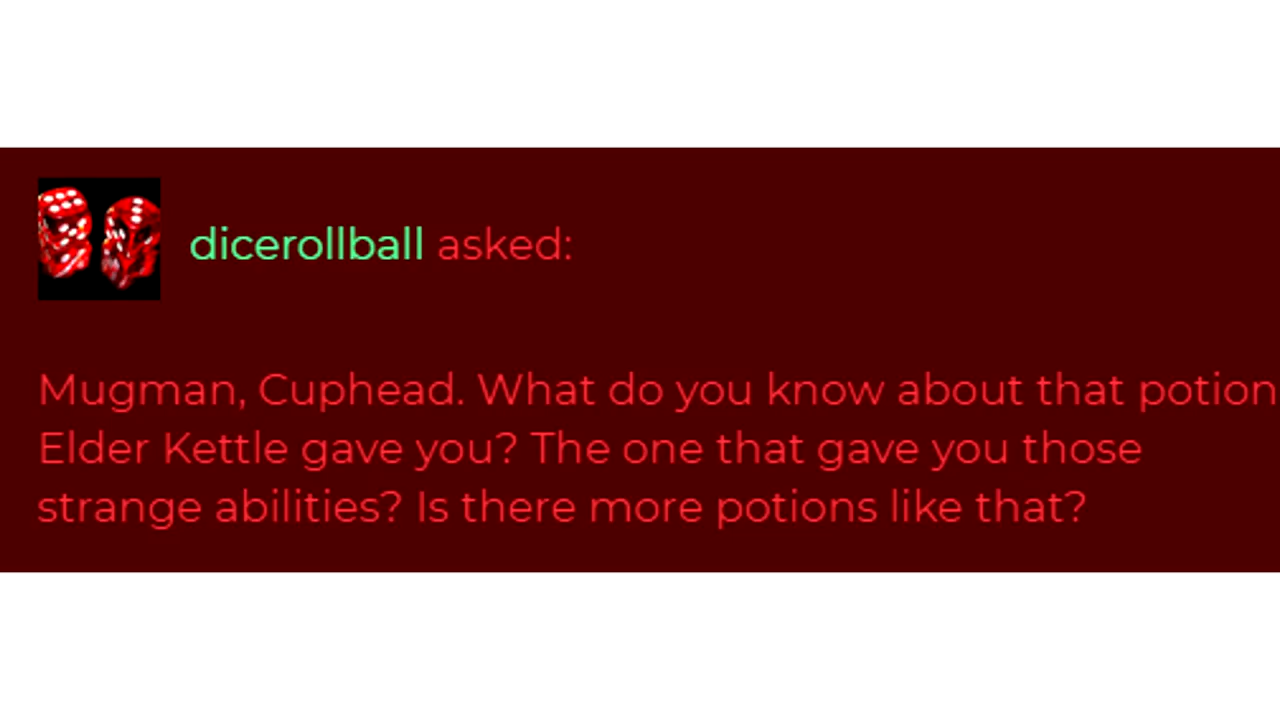 dicerollball asked:
Mugman, Cuphead. What do you know about that potion
Elder Kettle gave you? The one that gave you those
strange abilities? Is there more potions like that?